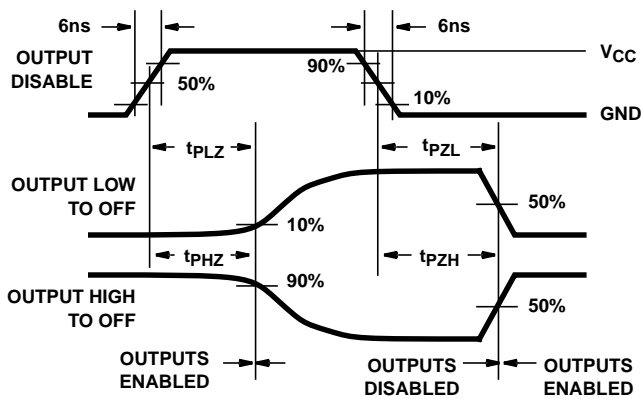 6ns
6ns
OUTPUT
DISABLE
50%
90%
10%
VCC
GND
tPLZ
tPZL
OUTPUT LOW
TO OFF
10%
50%
tPHZ
tPZH
OUTPUT HIGH
TO OFF
90%
50%
OUTPUTS
ENABLED
OUTPUTS
DISABLED
OUTPUTS
ENABLED